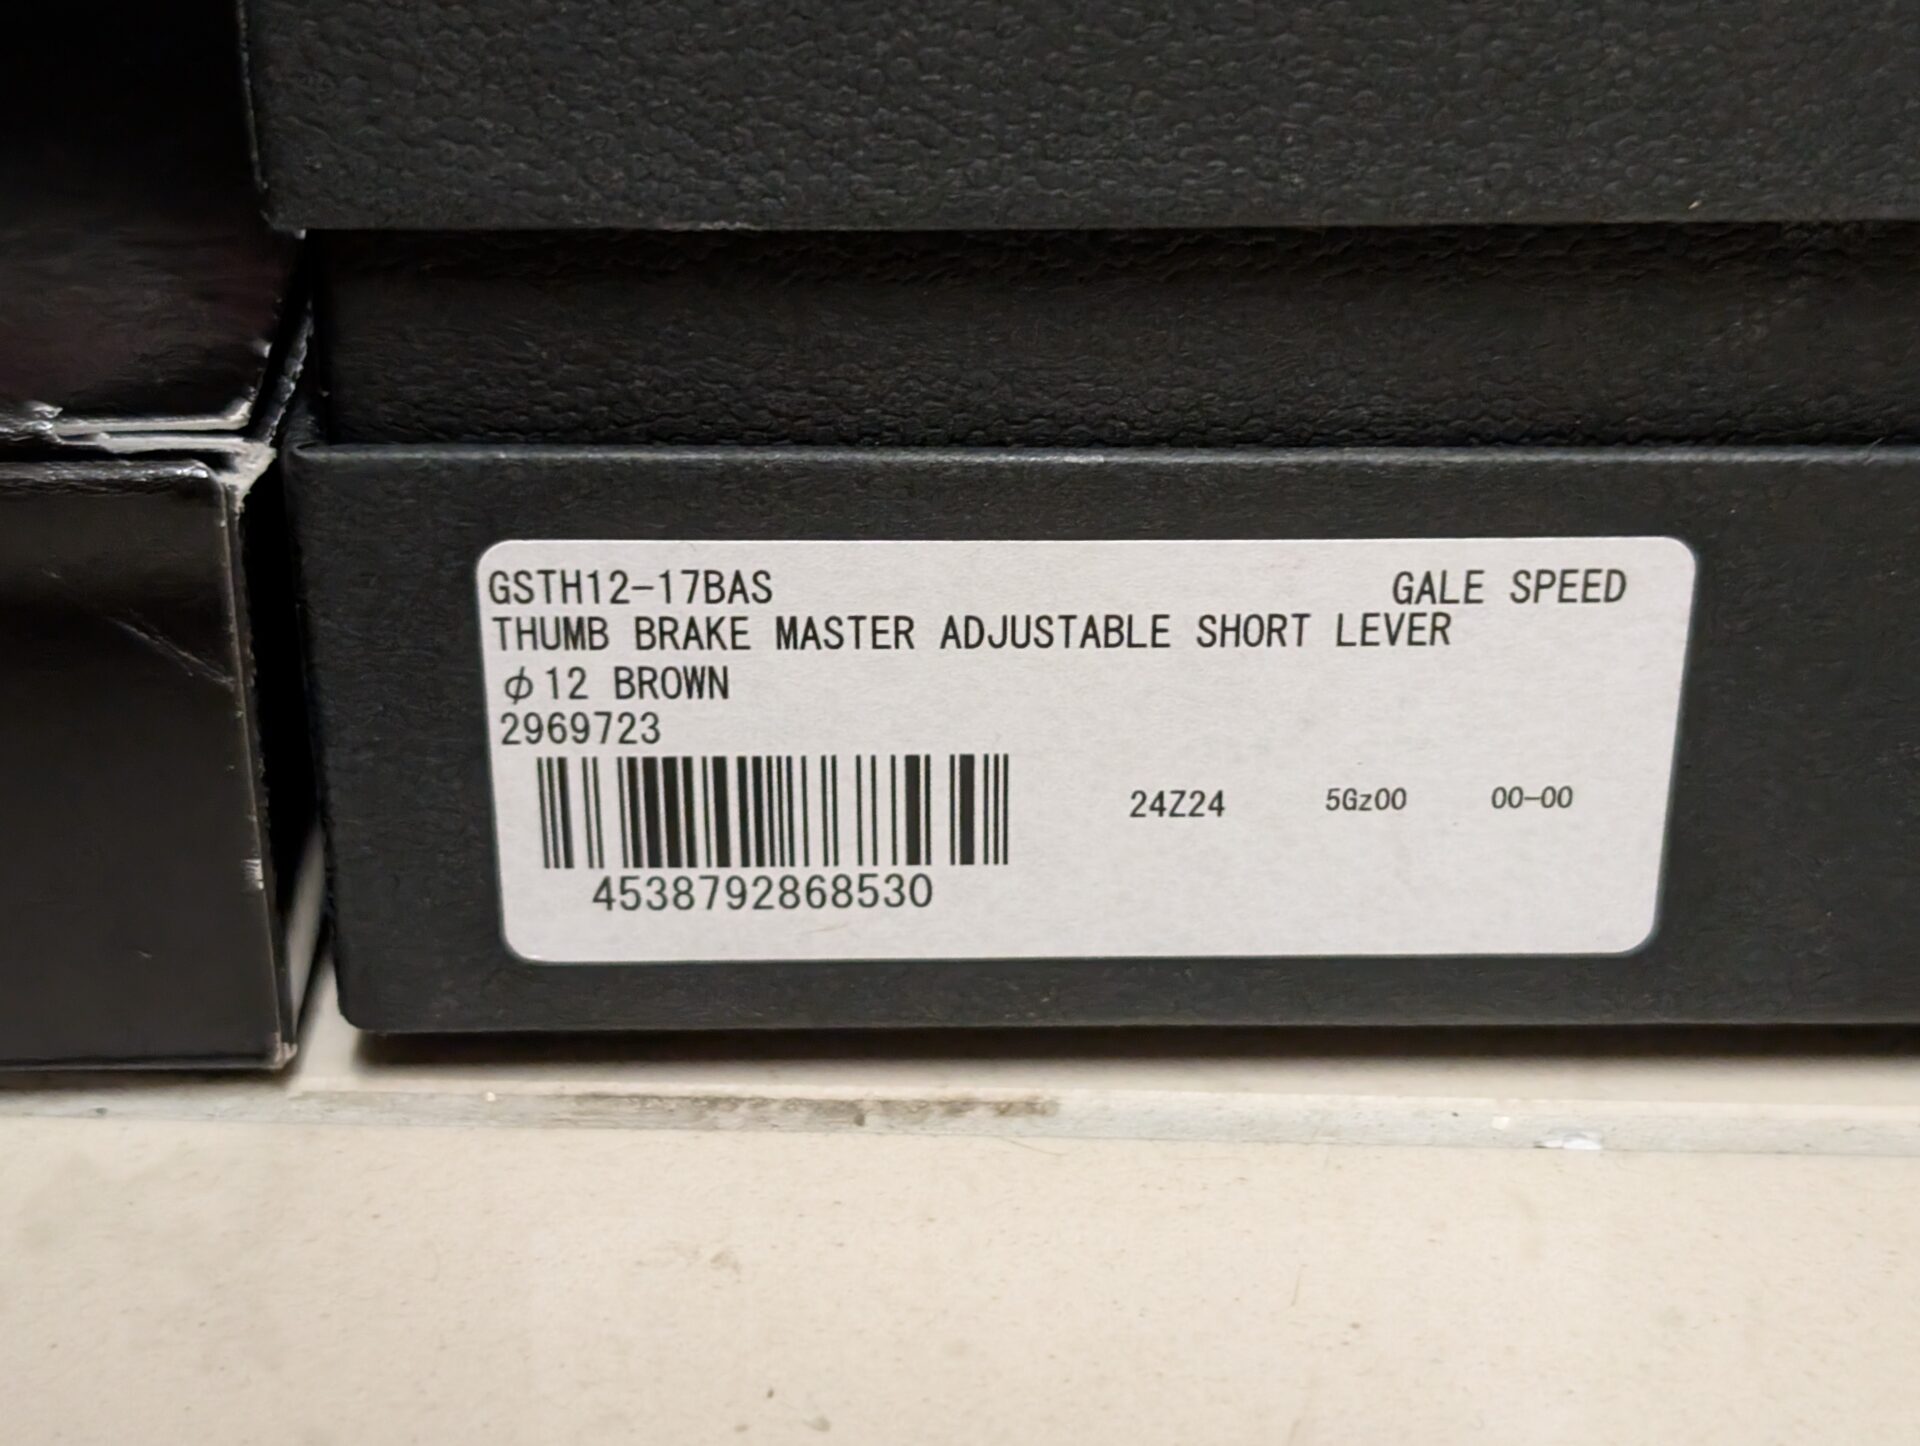 GSTH12-17BAS GALE SPEED
THUMB BRAKE MASTER ADJUSTABLE SHORT LEVER
φ12 BROWN
2969723
24Z24 5Gz00 00-00
4538792868530